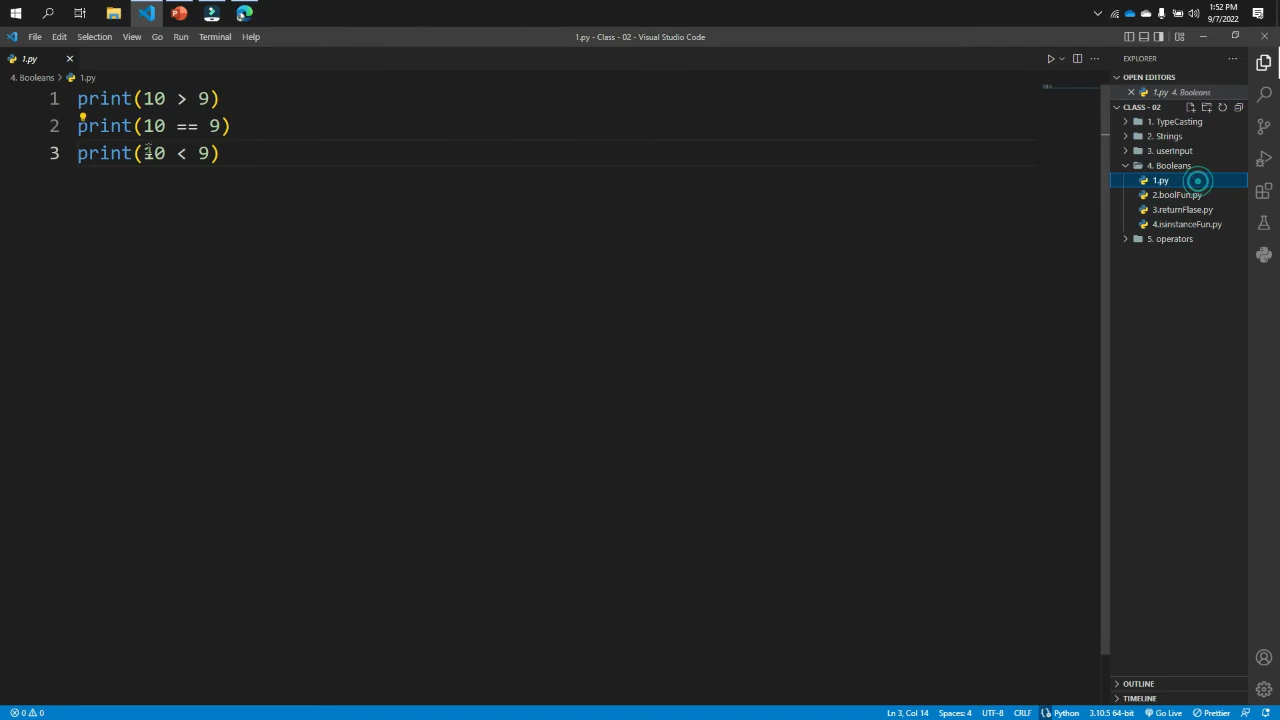 1:52 PM
9/7/2022
File Edit Selection View Go Run Terminal Help
1.py - Class - 02 - Visual Studio Code
1.py
4. Booleans > 1.py
1 print(10 > 9)
2 print(10 == 9)
3 print(10 < 9)
EXPLORER
OPEN EDITORS
1.py 4. Booleans
CLASS - 02
1. TypeCasting
2. Strings
3. userInput
4. Booleans
1.py
2.boolFun.py
3.returnFlase.py
4.isinstanceFun.py
5. operators
OUTLINE
TIMELINE
0 0
Ln 3, Col 14 Spaces: 4 UTF-8 CRLF Python 3.10.5 64-bit Go Live Prettier